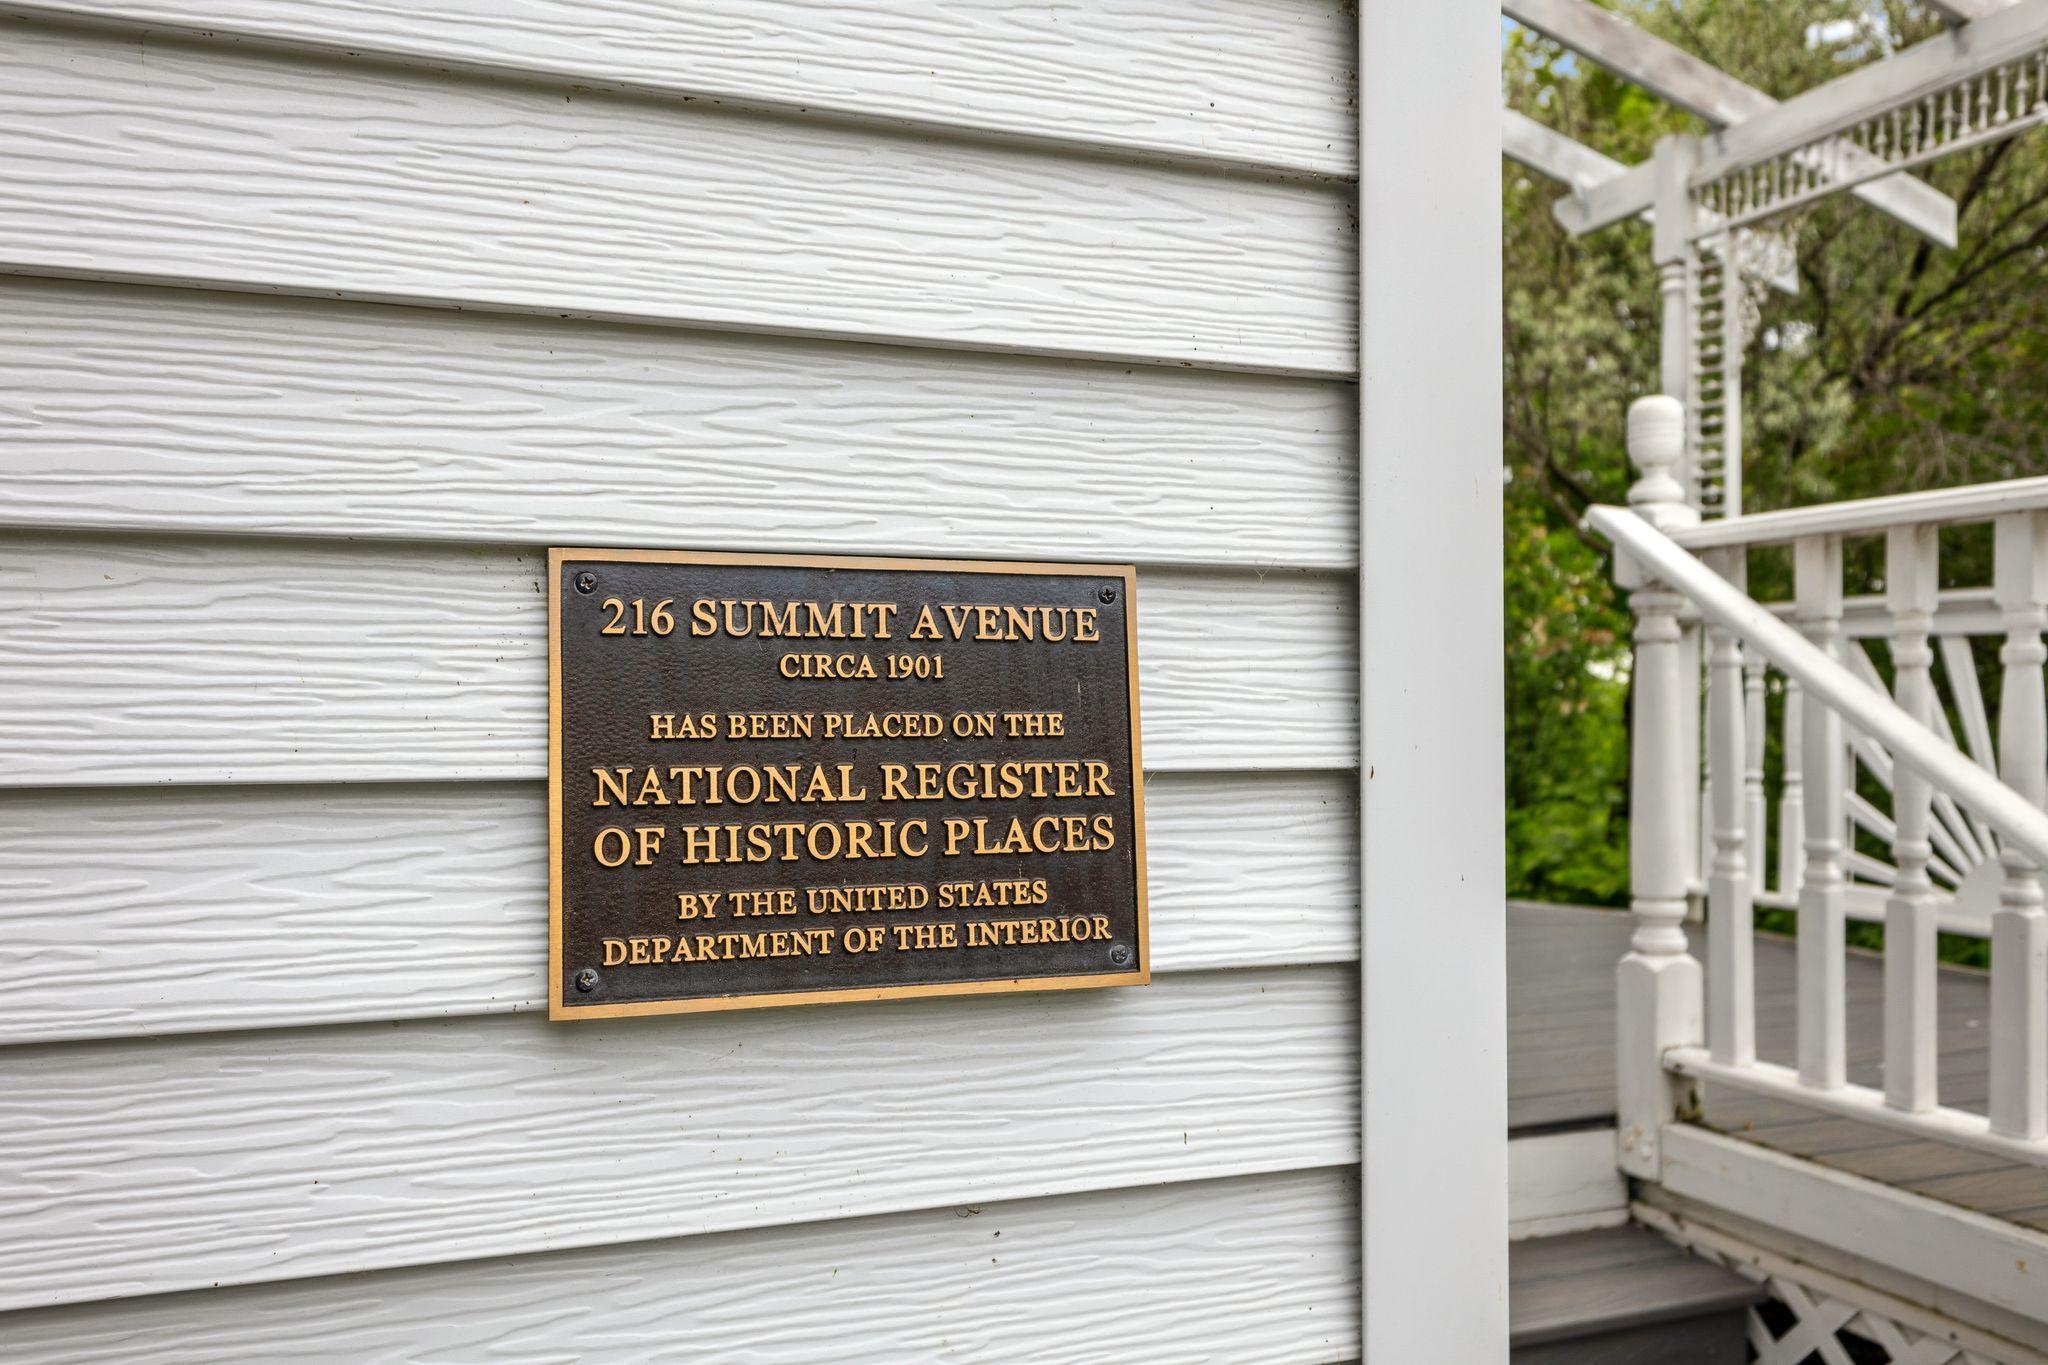 216 SUMMIT AVENUE
CIRCA 1901
HAS BEEN PLACED ON THE
NATIONAL REGISTER
OF HISTORIC PLACES
BY THE UNITED STATES
DEPARTMENT OF THE INTERIOR